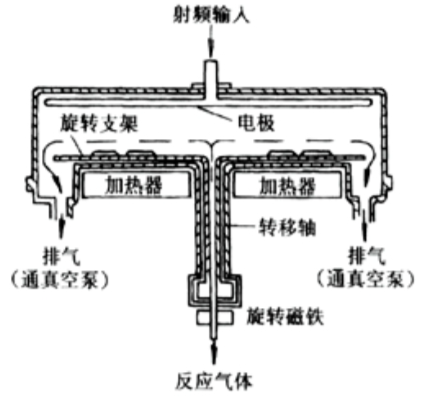 射频输入
旋转支架
电极
加热器
加热器
转移轴
排气
(通真空泵)
排气
(通真空泵)
旋转磁铁
反应气体